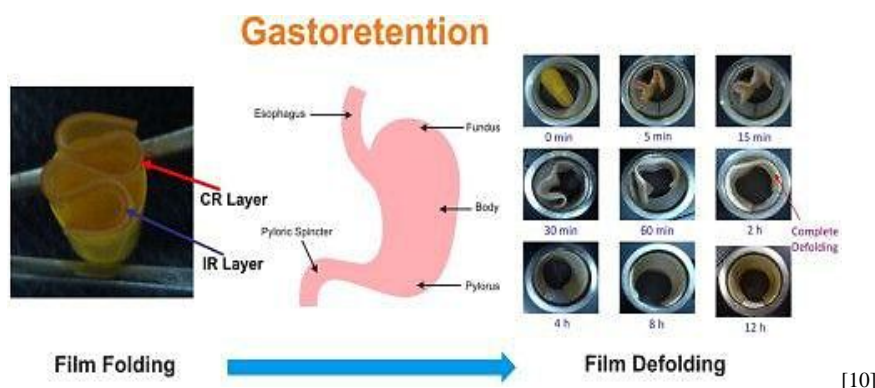 Gastoretention
Esophagus
Fundus
0 min
5 min
15 min
CR Layer
Body
Pyloric Spincter
IR Layer
30 min
60 min
2 h
Complete
Defolding
Pylorus
4 h
8 h
12 h
Film Folding
Film Defolding
[10]